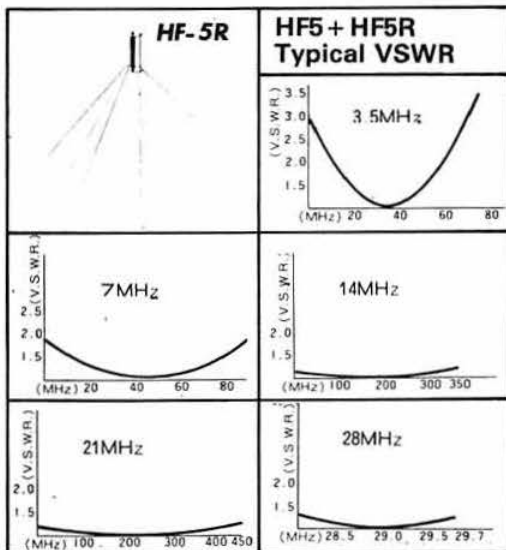 HF-5R
HF5 + HF5R
Typical VSWR
(V.S.W.R.)
3.5
3.0
2.5
2.0
1.5
3.5MHz
(MHz) 20 40 60 80
(V.S.W.R.)
2.5
2.0
1.5
7MHz
(MHz) 20 40 60 80
(V.S.W.R.)
2.5
2.0
1.5
14MHz
(MHz) 100 200 300 350
(V.S.W.R.)
2.0
1.5
21MHz
(MHz) 100 200 300 400 450
(V.S.W.R.)
2.0
1.5
28MHz
(MHz) 28.5 29.0 29.5 29.7